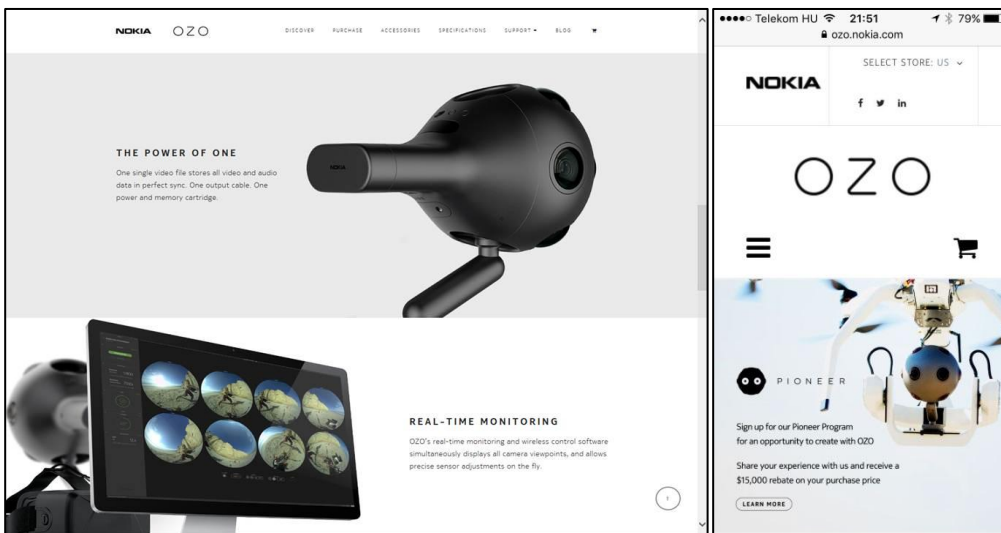 NOKIA OZO DISCOVER PURCHASE ACCESSORIES SPECIFICATIONS SUPPORT BLOG
THE POWER OF ONE
One single video file stores all video and audio
data in perfect sync. One output cable. One
power and memory cartridge.
NOKIA
REAL-TIME MONITORING
OZO's real-time monitoring and wireless control software
simultaneously displays all camera viewpoints, and allows
precise sensor adjustments on the fly.
Telekom HU 21:51 79%
ozo.nokia.com
SELECT STORE: US
NOKIA
f in
OZO
PIONEER
Sign up for our Pioneer Program
for an opportunity to create with OZO
Share your experience with us and receive a
$15,000 rebate on your purchase price
LEARN MORE